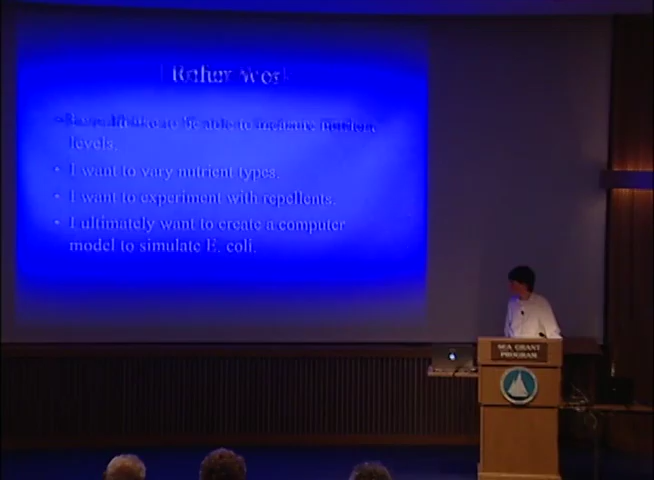 levels.
• I want to vary nutrient types.
• I want to experiment with repellents.
• I ultimately want to create a computer
model to simulate E. coli.
SEA GRANT
PROGRAM